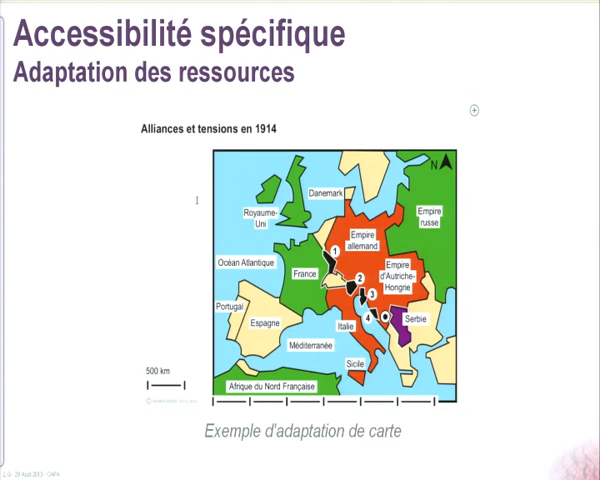 Accessibilité spécifique
Adaptation des ressources
Alliances et tensions en 1914
N
Danemark
Royaume-
Uni
Empire
russe
Empire
allemand
1
Océan Atlantique
France
Empire
d'Autriche-
Hongrie
2
3
4
Portugal
Espagne
Italie
Serbie
Méditerranée
Sicile
500 km
Afrique du Nord Française
Exemple d'adaptation de carte